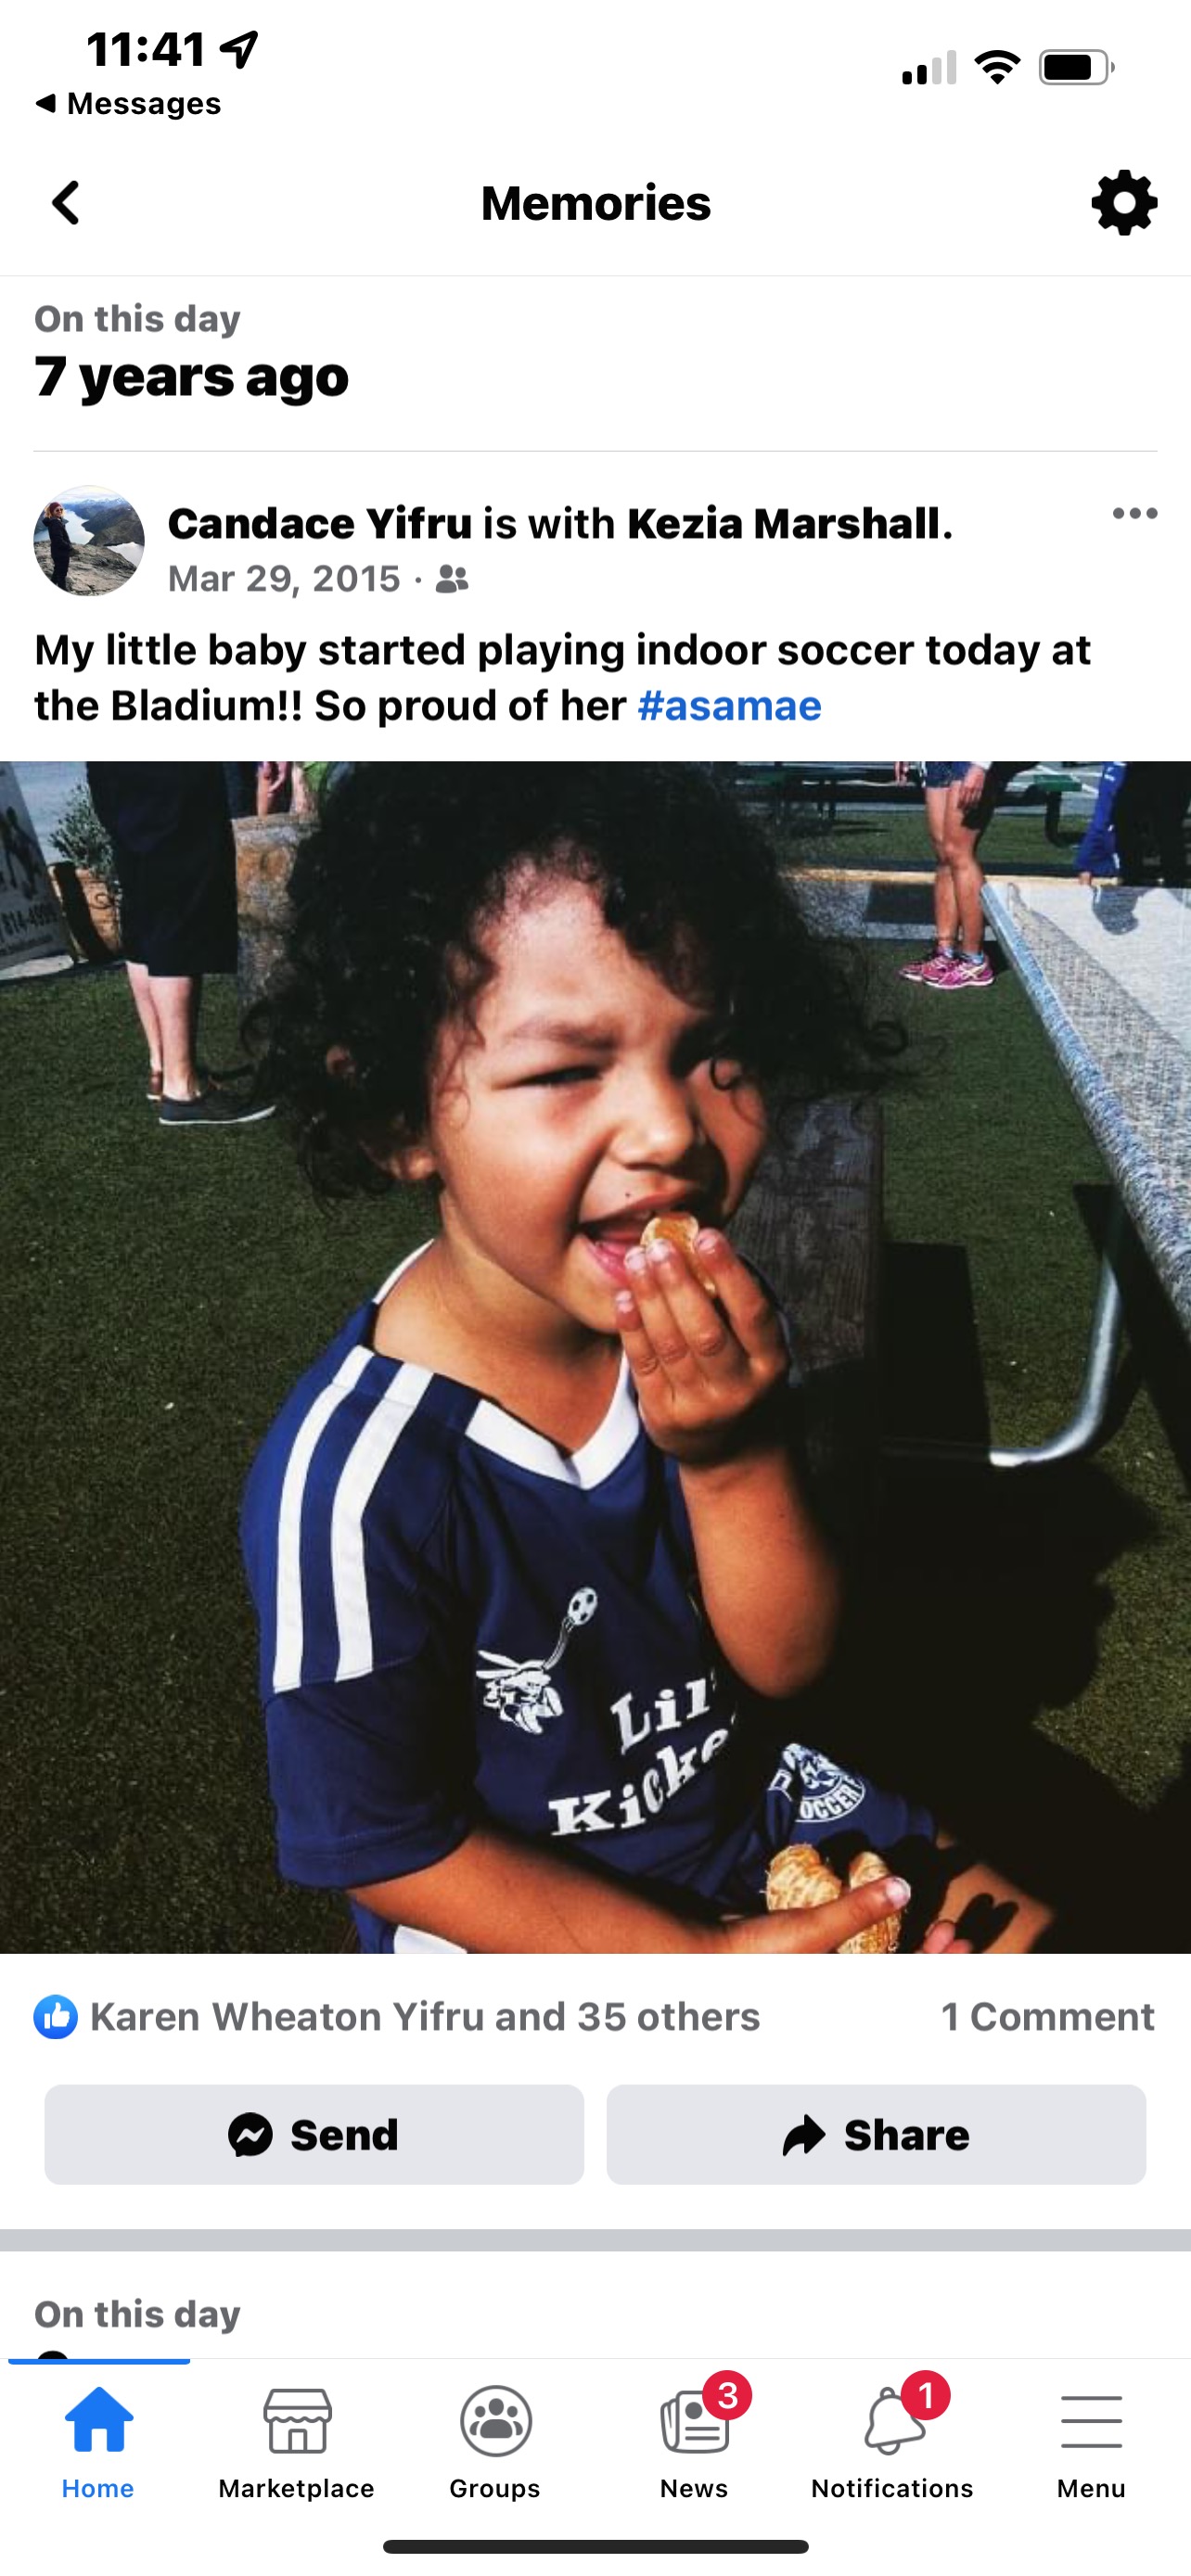 11:41
Messages
Memories
On this day
7 years ago
Candace Yifru is with Kezia Marshall.
Mar 29, 2015 ·
My little baby started playing indoor soccer today at
the Bladium!! So proud of her #asamae
Lil'
Kicke
SOCCER
Karen Wheaton Yifru and 35 others
1 Comment
Send
Share
On this day
3
1
Home
Marketplace
Groups
News
Notifications
Menu